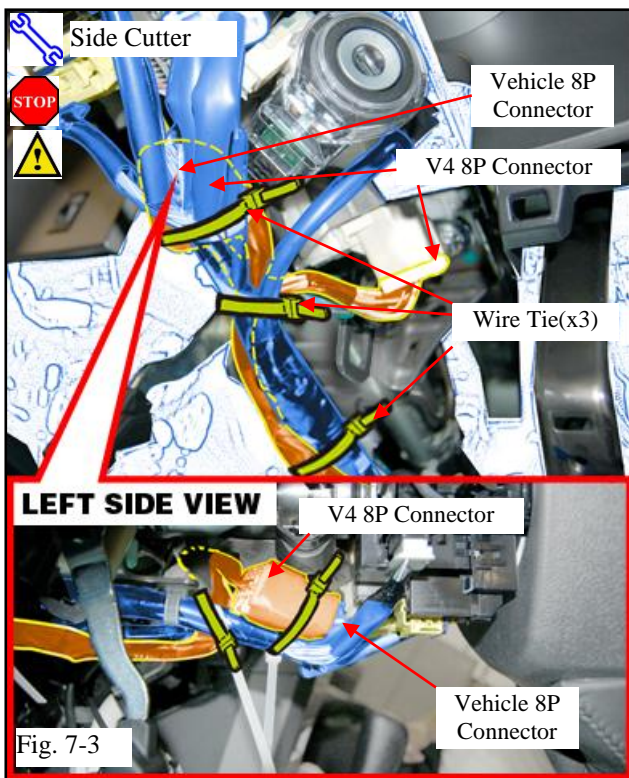 Side Cutter
STOP
Vehicle 8P
Connector
V4 8P Connector
Wire Tie(x3)
LEFT SIDE VIEW
V4 8P Connector
Vehicle 8P
Connector
Fig. 7-3